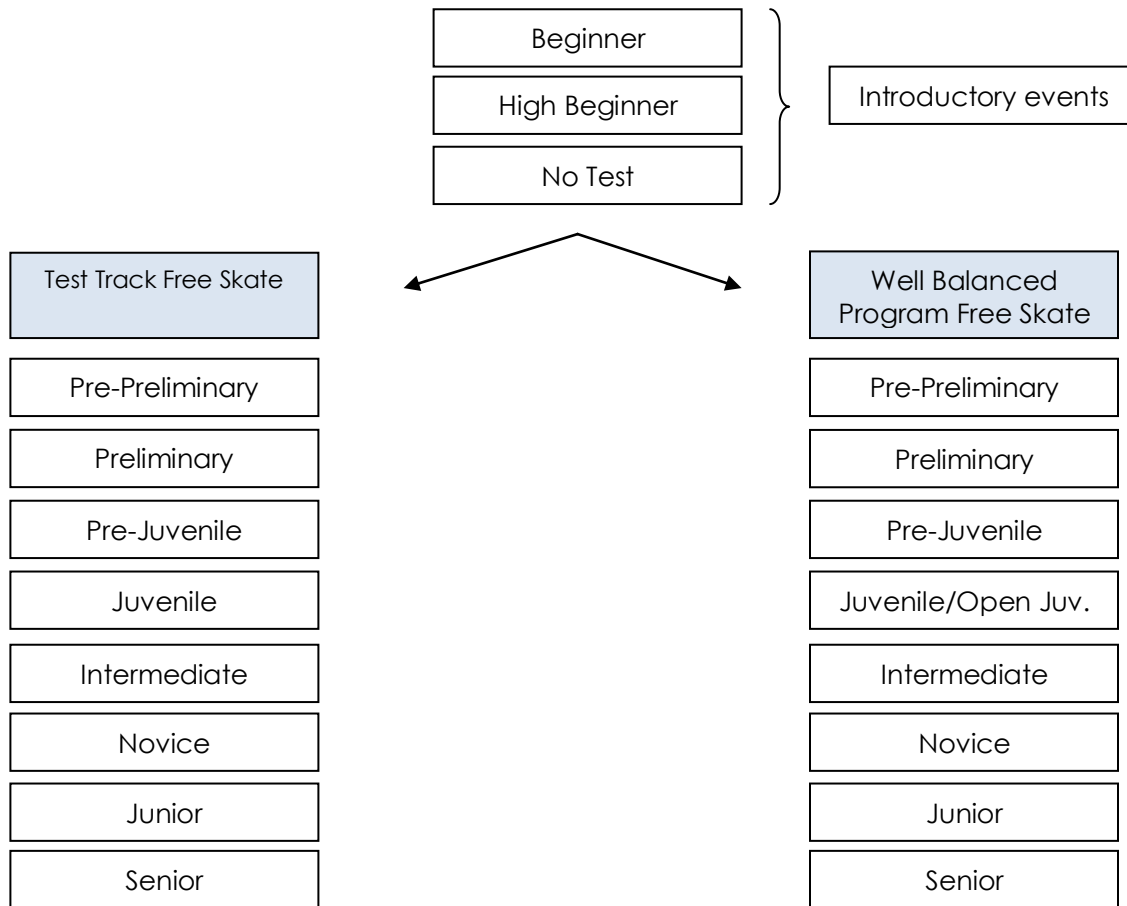 Beginner
High Beginner
No Test
Introductory events
Test Track Free Skate
Pre-Preliminary
Preliminary
Pre-Juvenile
Juvenile
Intermediate
Novice
Junior
Senior
Well Balanced
Program Free Skate
Pre-Preliminary
Preliminary
Pre-Juvenile
Juvenile/Open Juv.
Intermediate
Novice
Junior
Senior